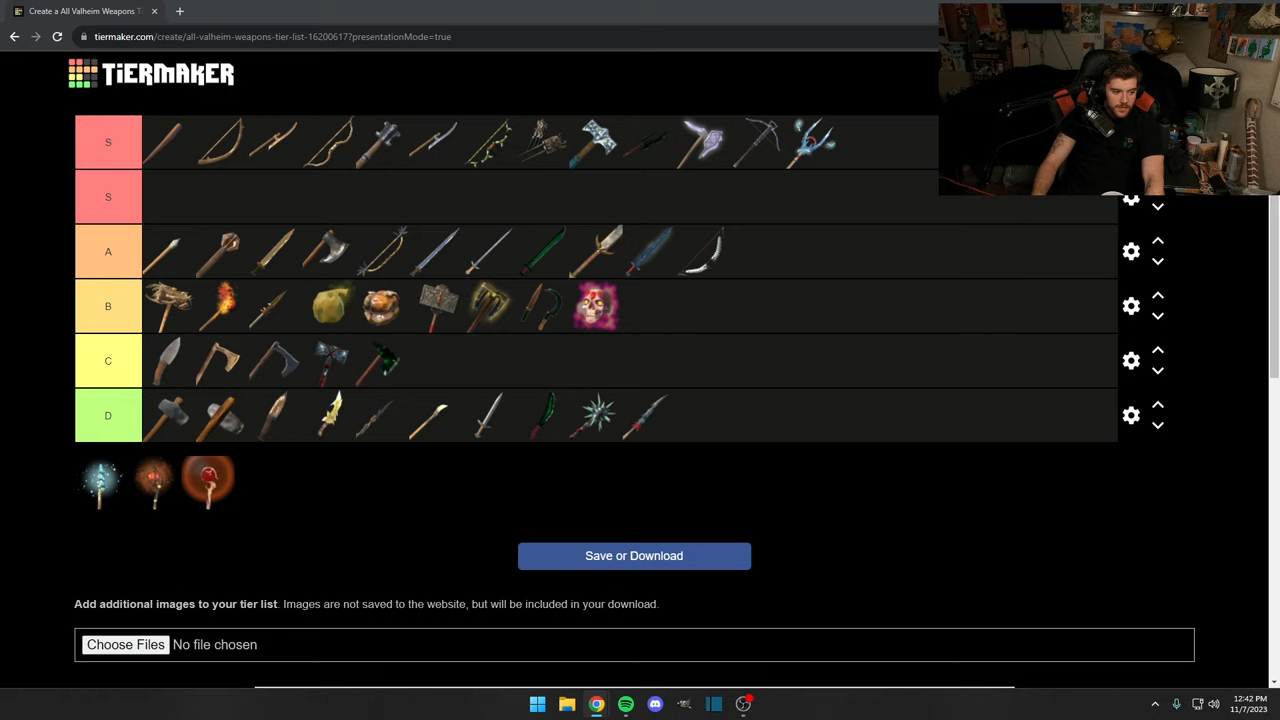 Create a All Valheim Weapons Ti
tiermaker.com/create/all-valheim-weapons-tier-list-16200617?presentationMode=true
TiERMAKER
S
S
A
B
C
D
Save or Download
Add additional images to your tier list. Images are not saved to the website, but will be included in your download.
Choose Files No file chosen
12:42 PM
11/7/2023